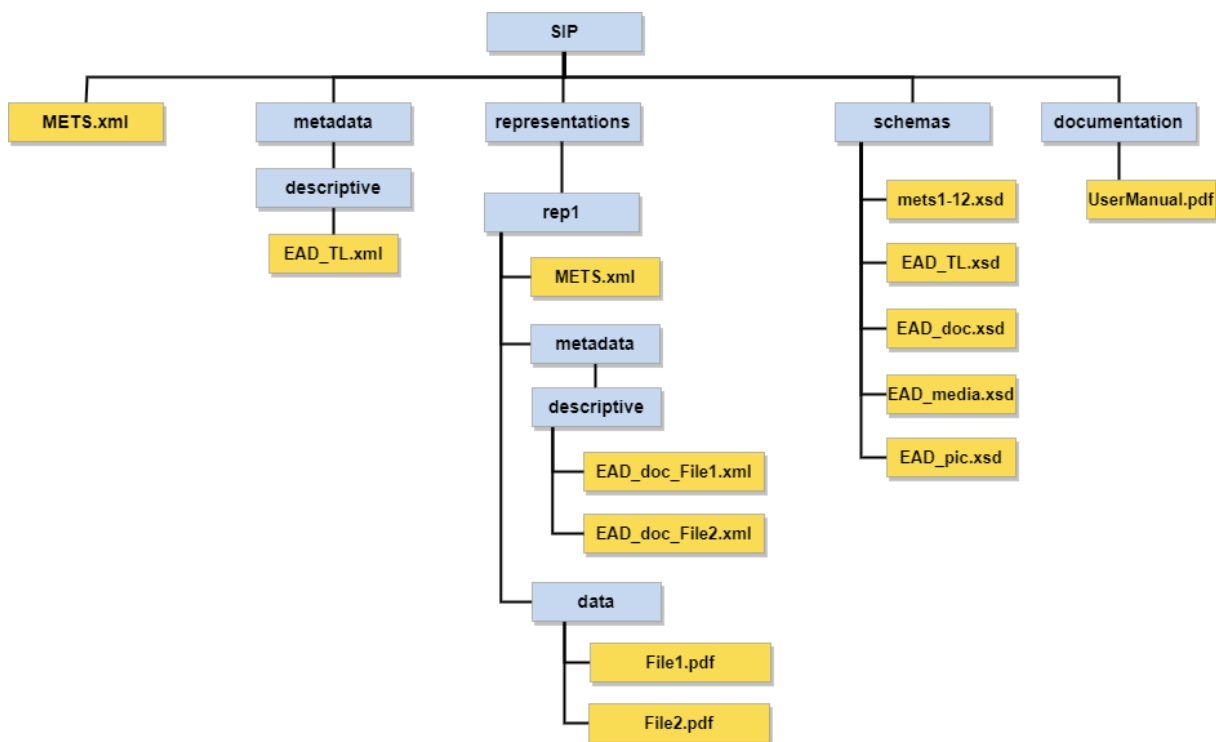 SIP
METS.xml
metadata
representations
schemas
documentation
descriptive
EAD_TL.xml
rep1
METS.xml
metadata
descriptive
EAD_doc_File1.xml
EAD_doc_File2.xml
data
File1.pdf
File2.pdf
mets1-12.xsd
EAD_TL.xsd
EAD_doc.xsd
EAD_media.xsd
EAD_pic.xsd
UserManual.pdf